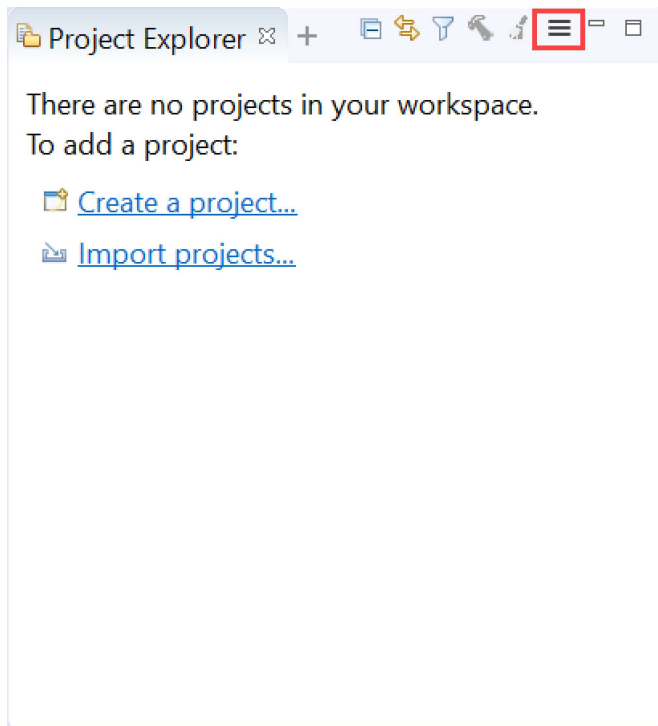 Project Explorer
There are no projects in your workspace.
To add a project:
Create a project...
Import projects...